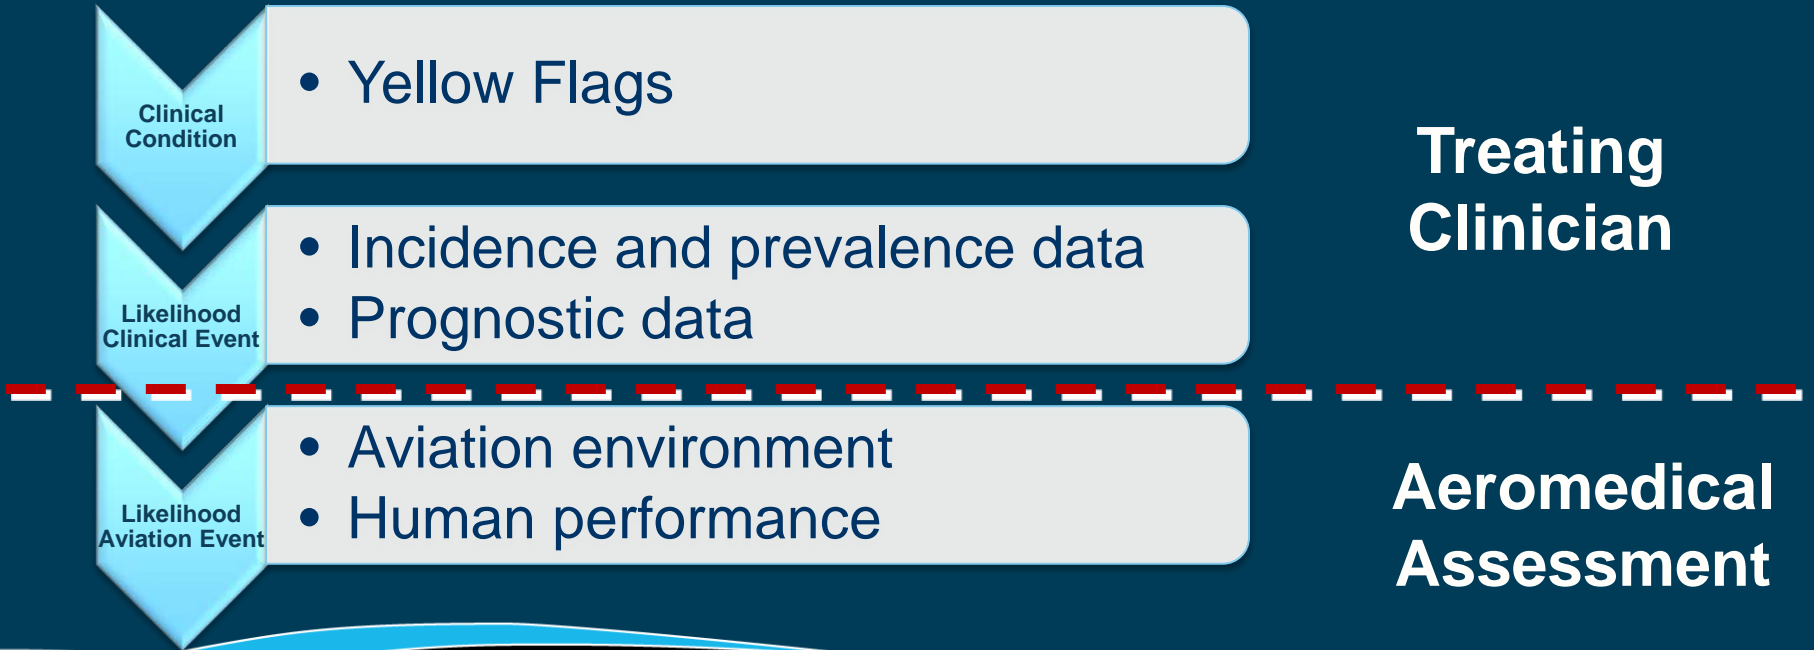 Clinical
Condition
• Yellow Flags
Likelihood
Clinical Event
• Incidence and prevalence data
• Prognostic data
Treating
Clinician
Likelihood
Aviation Event
• Aviation environment
• Human performance
Aeromedical
Assessment